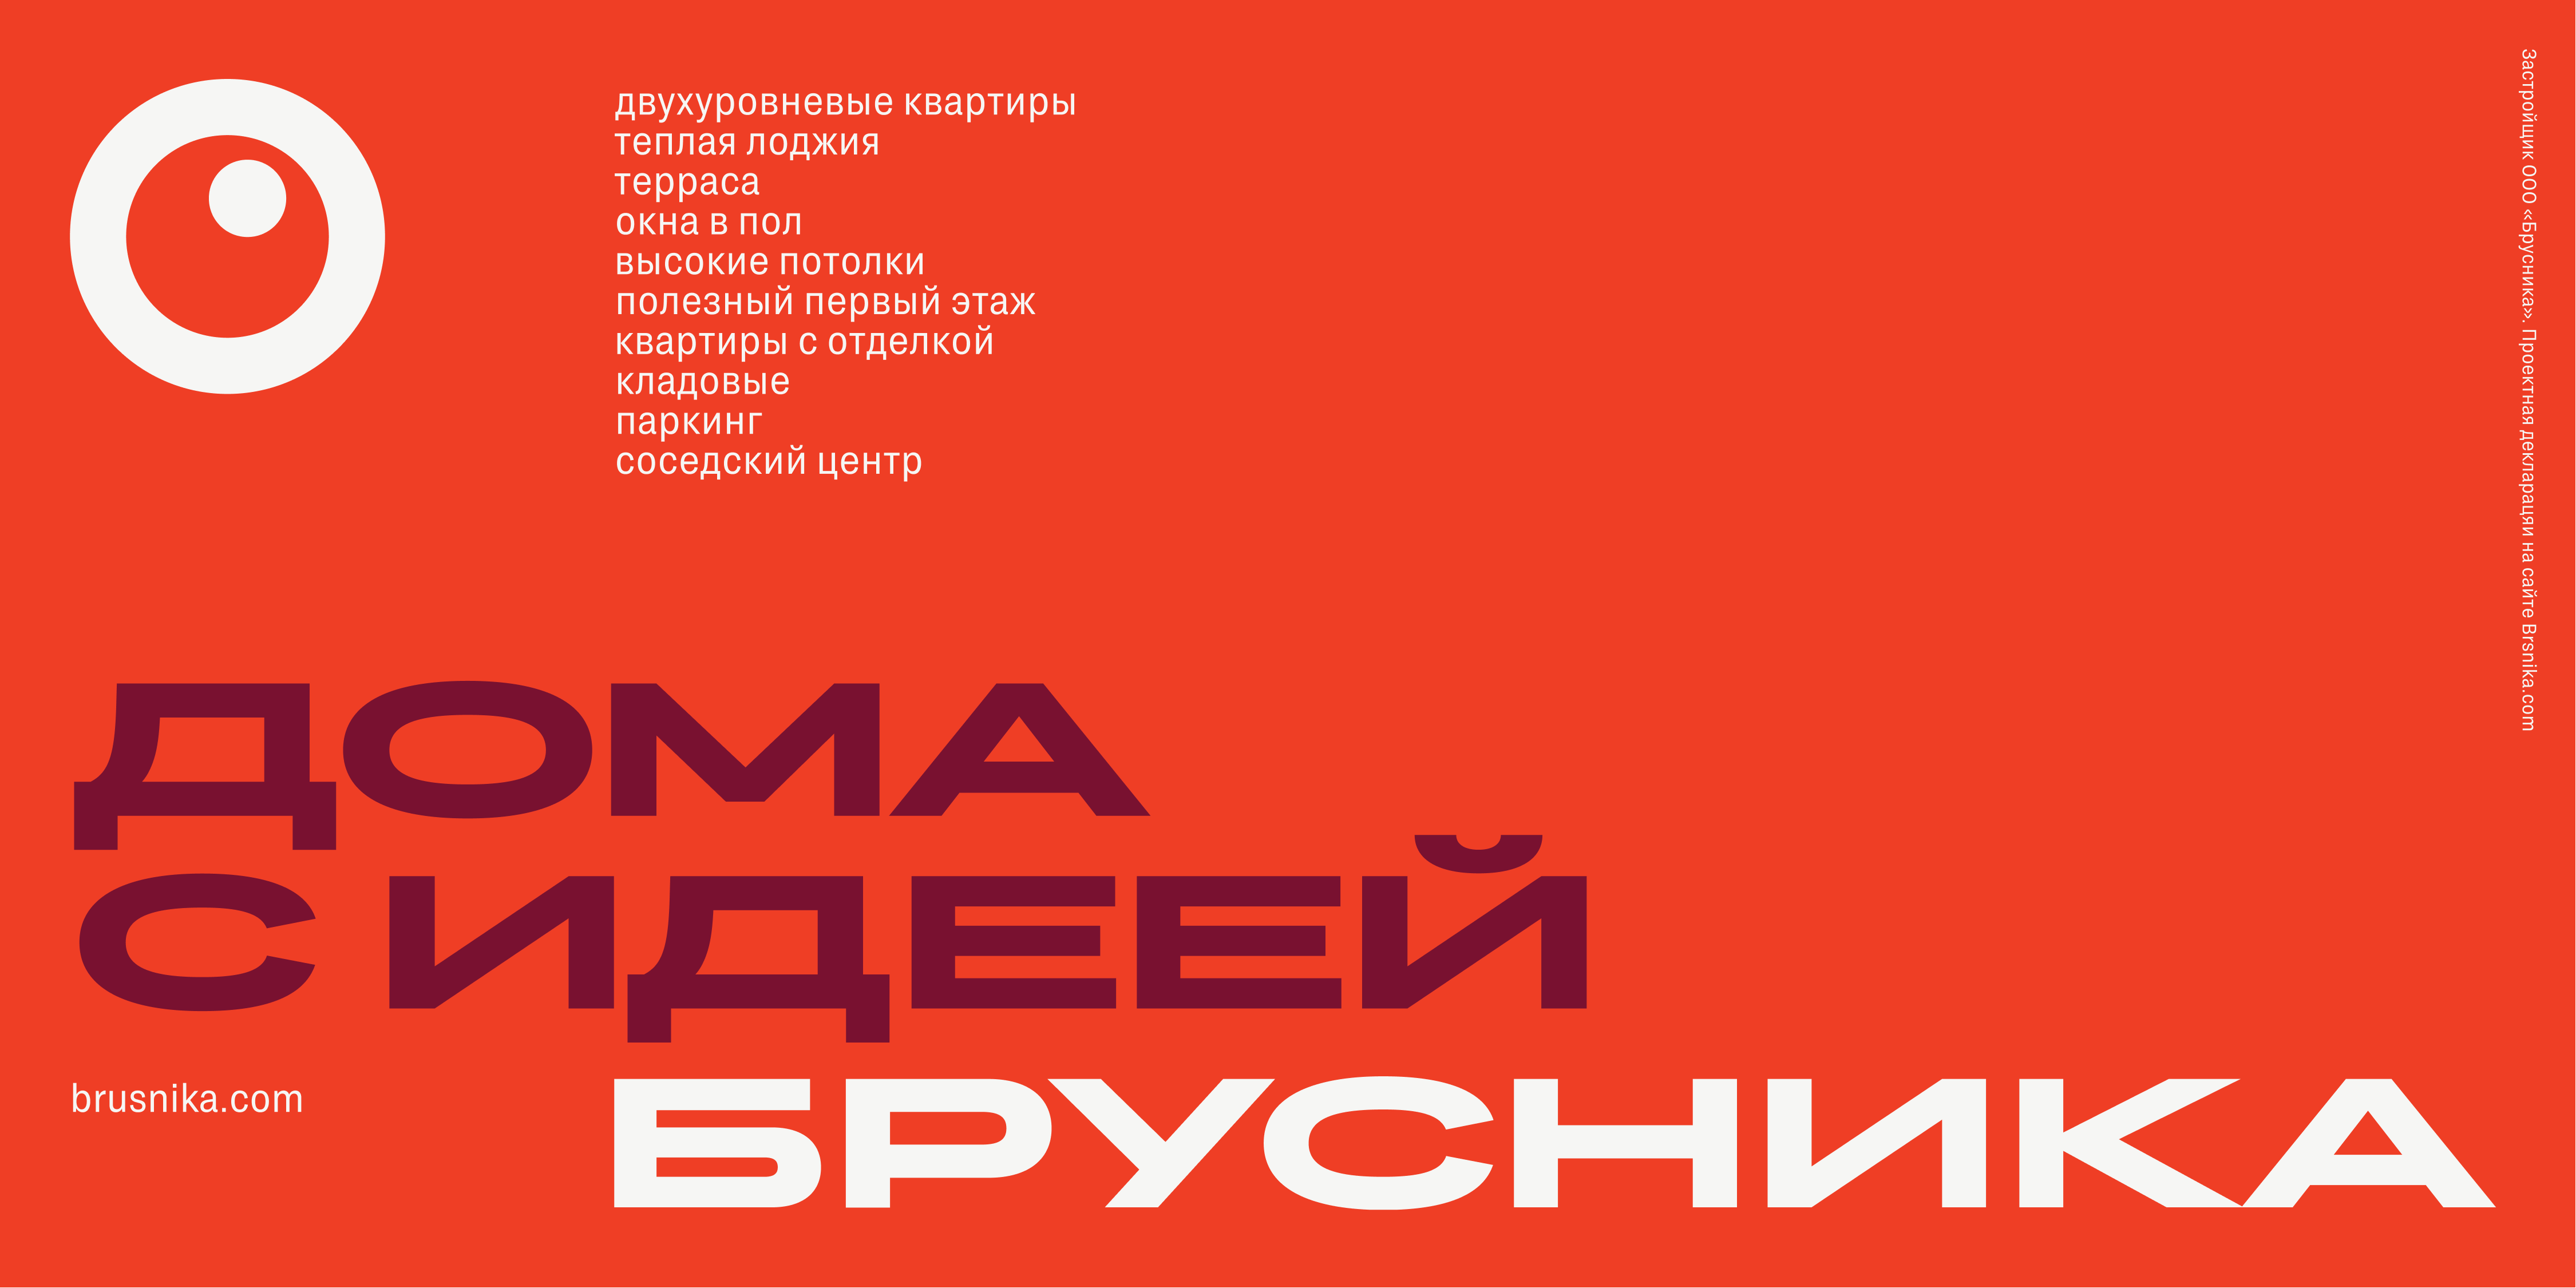 двухуровневые квартиры
теплая лоджия
терраса
окна в пол
высокие потолки
полезный первый этаж
квартиры с отделкой
кладовые
паркинг
соседский центр
Застройщик ООО «Брусника». Проектная декларацяи на сайте Brsnika.com
ДОМА
С ИДЕЕЙ
brusnika.com
БРУСНИКА